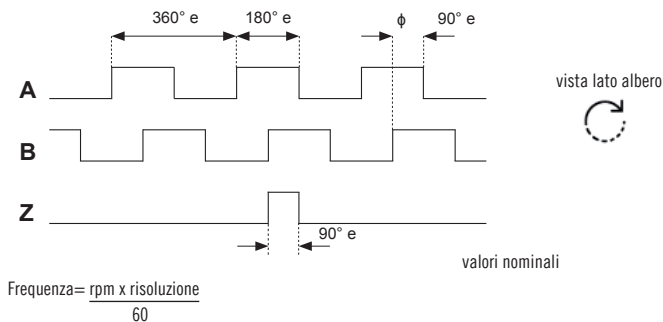 360° e 180° e ϕ 90° e
A
vista lato albero
B
Z
90° e
valori nominali
Frequenza= rpm x risoluzione
60